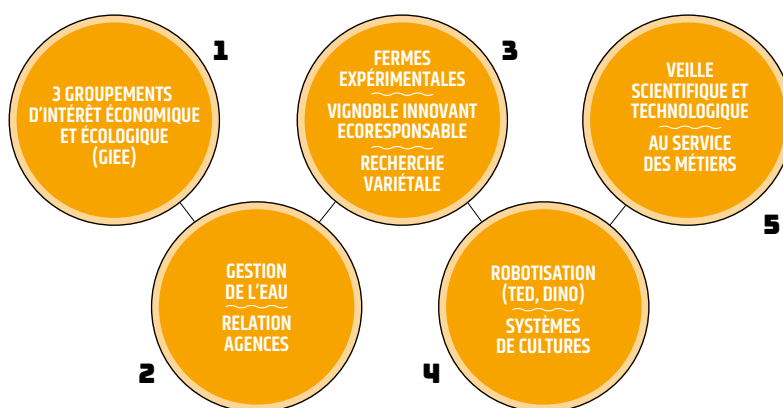 1
3 GROUPEMENTS
D'INTÉRÊT ÉCONOMIQUE
ET ÉCOLOGIQUE
(GIEE)
2
GESTION
DE L'EAU
RELATION
AGENCES
3
FERMES
EXPÉRIMENTALES
VIGNOBLE INNOVANT
ECORESPONSABLE
RECHERCHE
VARIÉTALE
4
ROBOTISATION
(TED, DINO)
SYSTÈMES
DE CULTURES
5
VEILLE
SCIENTIFIQUE ET
TECHNOLOGIQUE
AU SERVICE
DES MÉTIERS